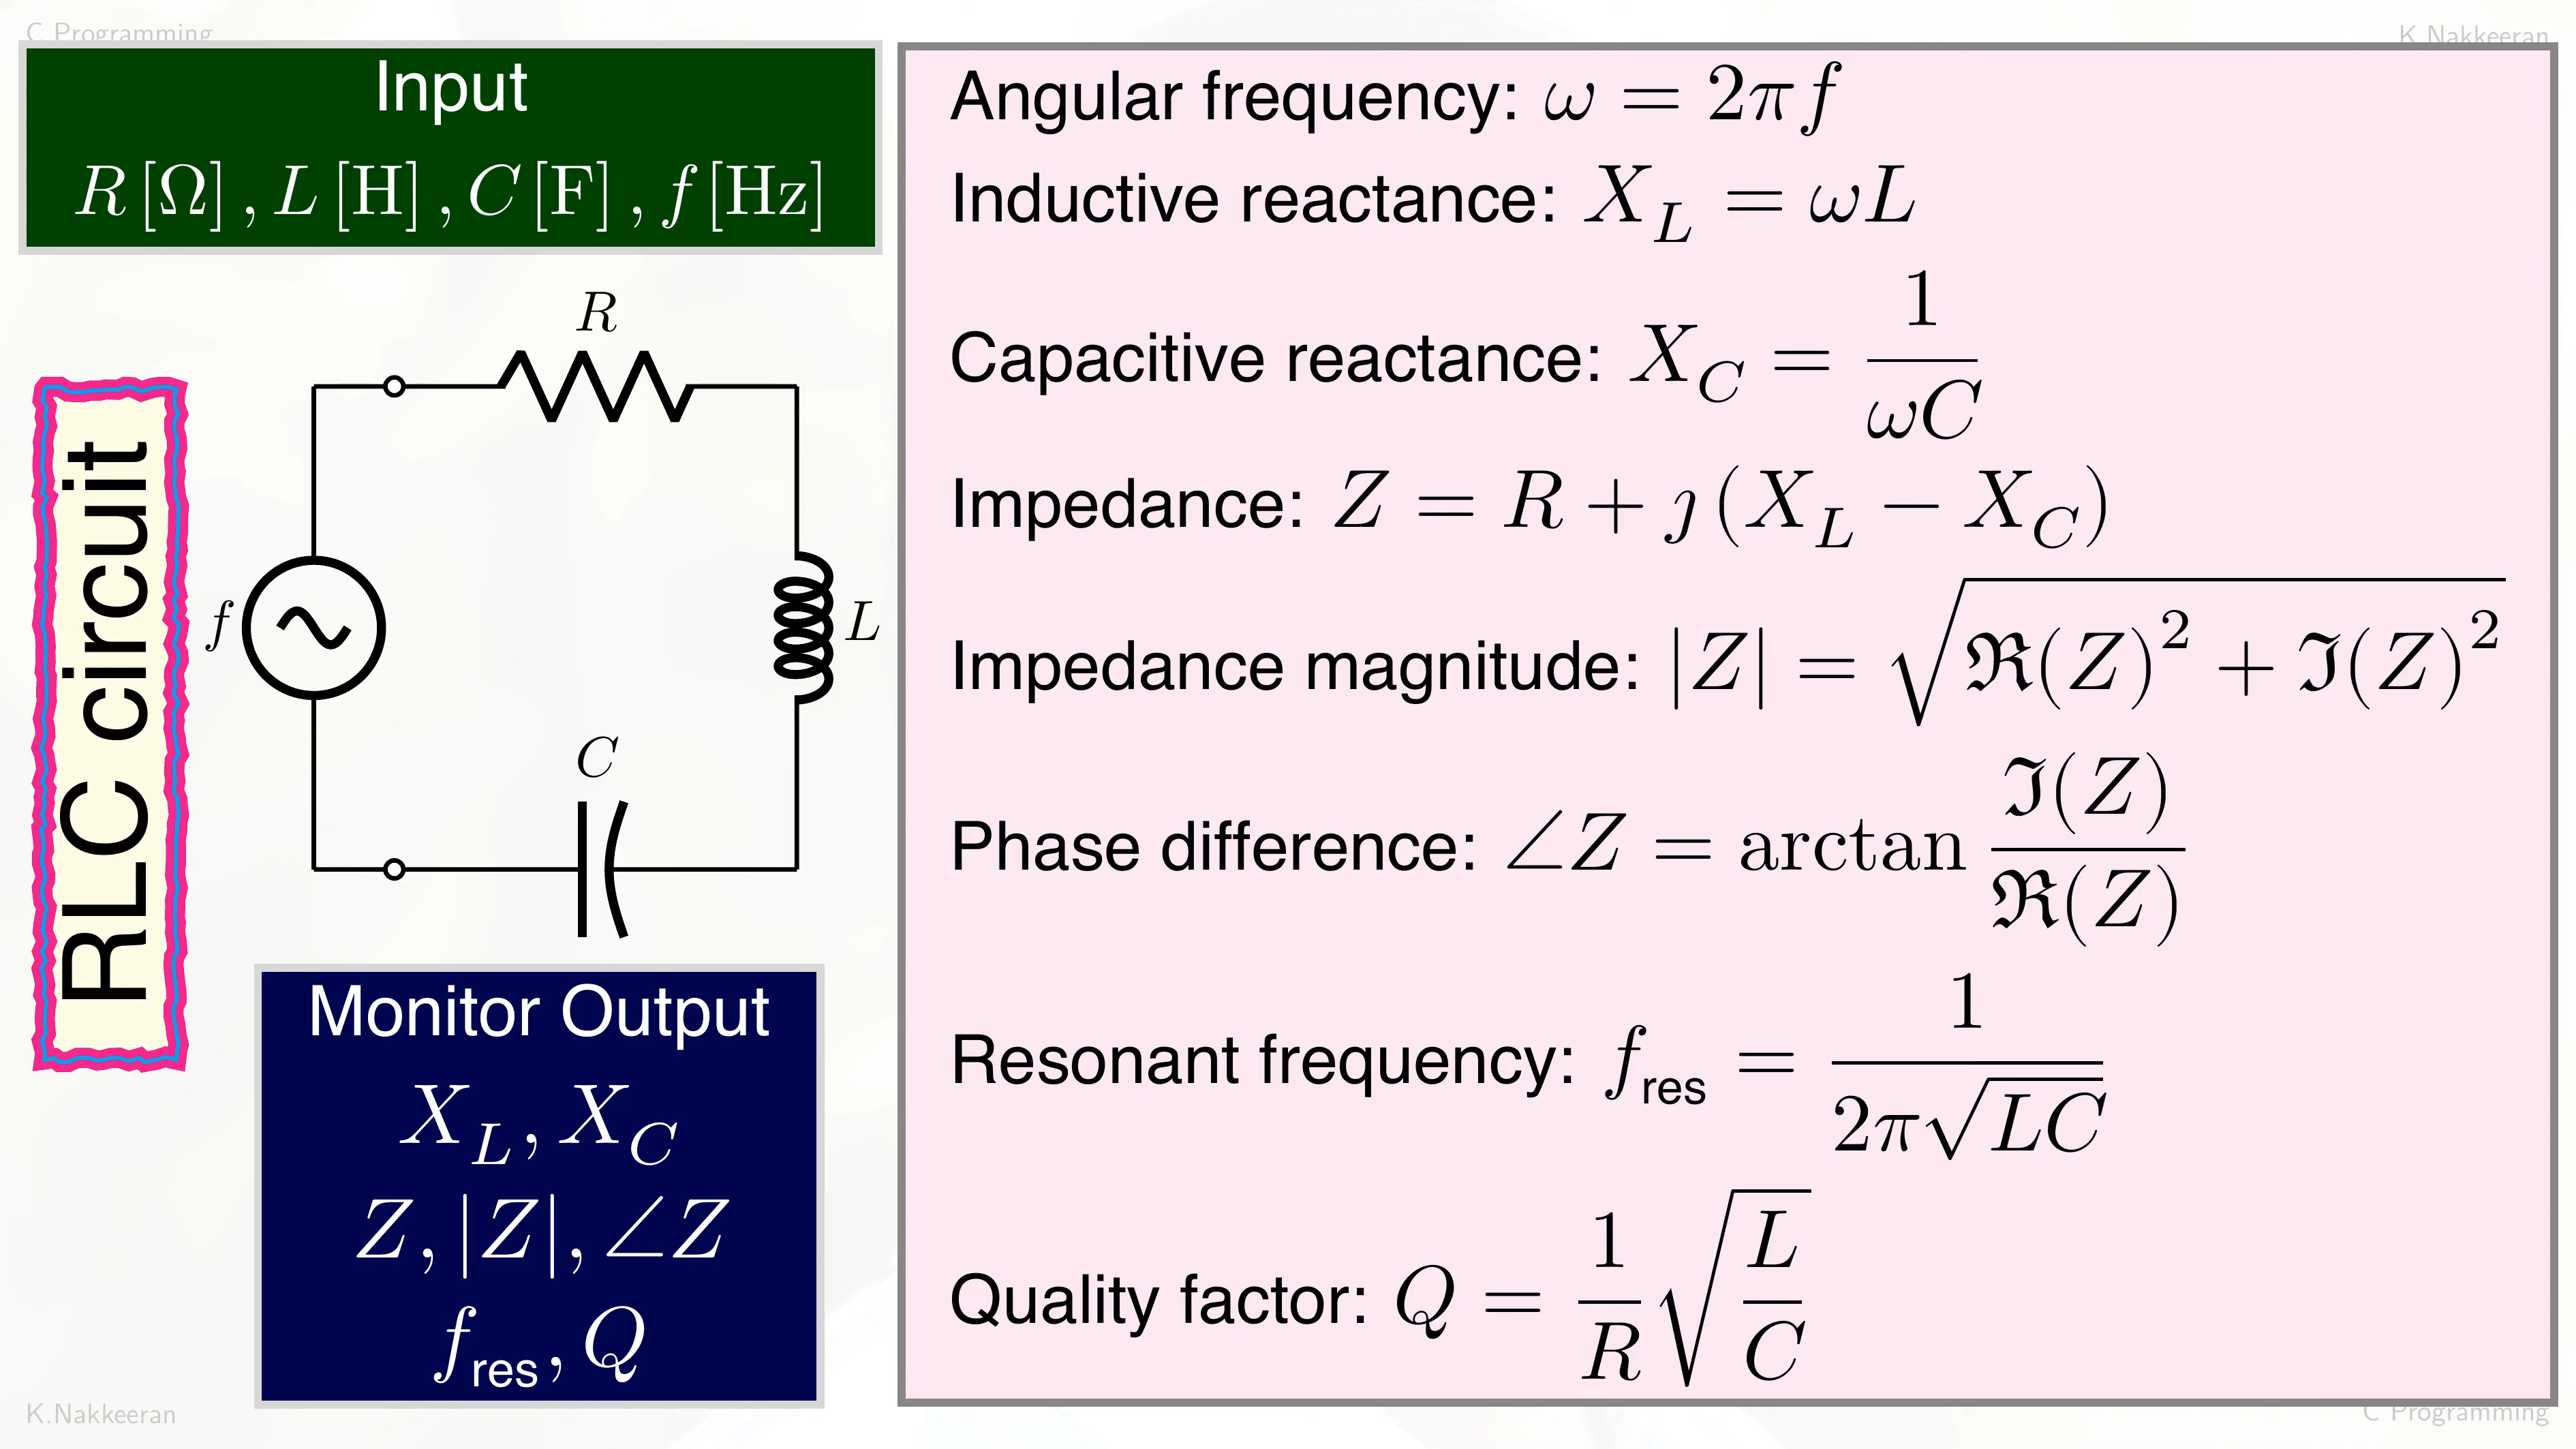 C Programming
K.Nakkeeran
Input
R [Ω] , L [H] , C [F] , f [Hz]
RLC circuit
R
f
L
C
Monitor Output
X_L, X_C
Z, |Z|, ∠Z
f_res, Q
Angular frequency: ω = 2πf
Inductive reactance: X_L = ωL
Capacitive reactance: X_C = 1/(ωC)
Impedance: Z = R + ȷ (X_L − X_C)
Impedance magnitude: |Z| = √(ℜ(Z)² + ℑ(Z)²)
Phase difference: ∠Z = arctan ℑ(Z)/ℜ(Z)
Resonant frequency: f_res = 1/(2π√(LC))
Quality factor: Q = (1/R)√(L/C)
K.Nakkeeran
C Programming